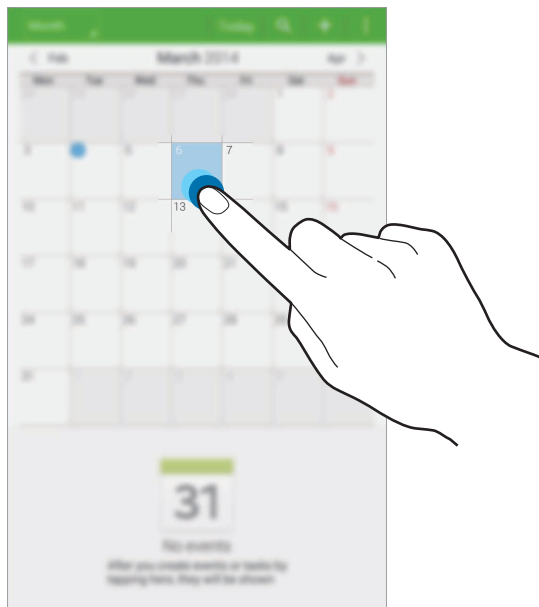 Month Today
Feb March 2014 Apr
Mon Tue Wed Thu Fri Sat Sun
1 2
3 5 6 7 8 9
10 11 12 13 15 16
17 18 19 20 21
24 25 26 27 28
31
No events
After you create events or tasks by
tapping here, they will be shown